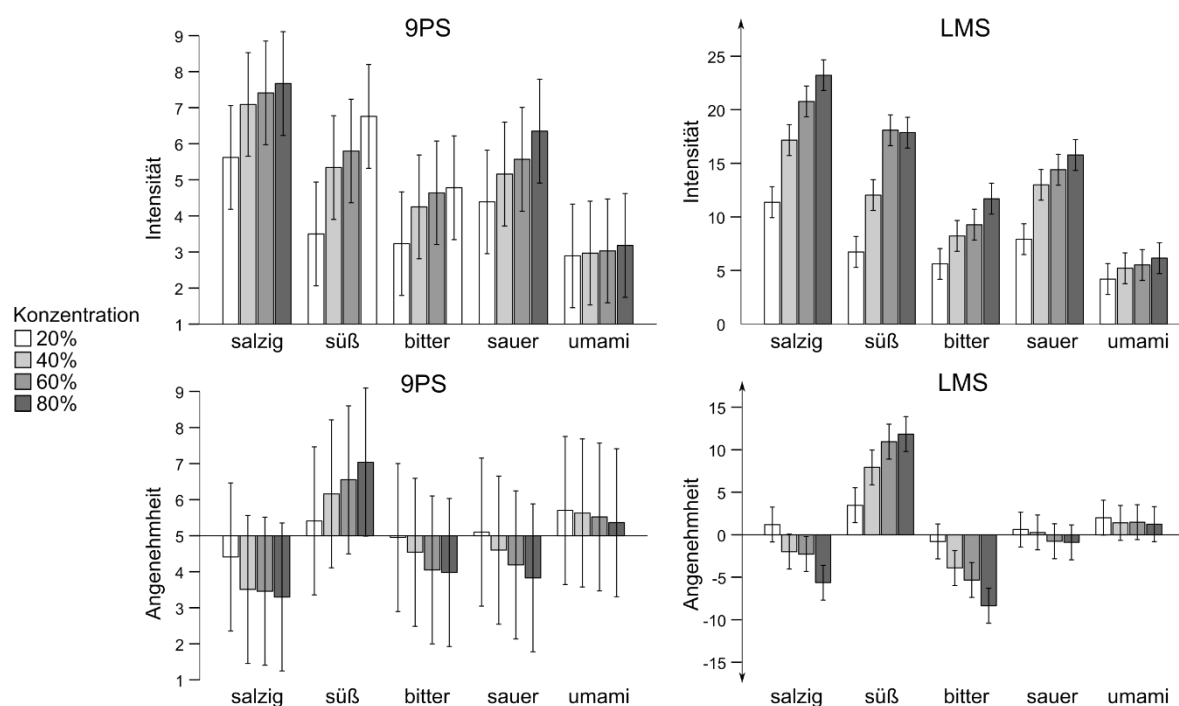 9PS
LMS
Intensität
9
8
7
6
5
4
3
2
1
salzig süß bitter sauer umami
Intensität
25
20
15
10
5
0
salzig süß bitter sauer umami
Konzentration
20%
40%
60%
80%
9PS
LMS
Angenehmheit
9
8
7
6
5
4
3
2
1
salzig süß bitter sauer umami
Angenehmheit
15
10
5
0
-5
-10
-15
salzig süß bitter sauer umami